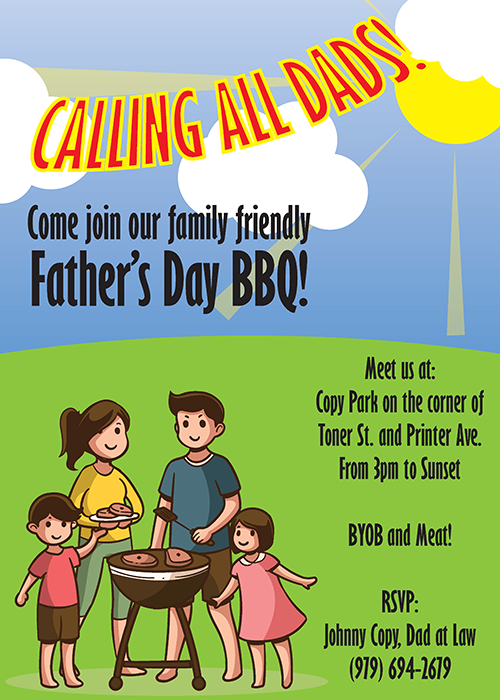 CALLING ALL DADS!
Come join our family friendly
Father's Day BBQ!
Meet us at:
Copy Park on the corner of
Toner St. and Printer Ave.
From 3pm to Sunset
BYOB and Meat!
RSVP:
Johnny Copy, Dad at Law
(979) 694-2679